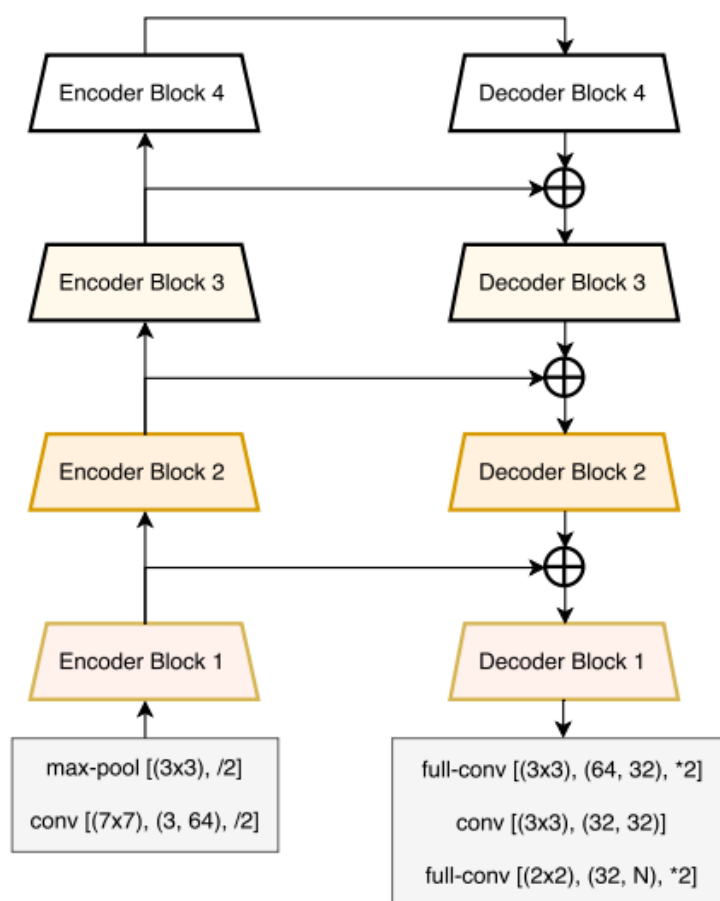 Encoder Block 4
Decoder Block 4
Encoder Block 3
Decoder Block 3
Encoder Block 2
Decoder Block 2
Encoder Block 1
Decoder Block 1
max-pool [(3x3), /2]
conv [(7x7), (3, 64), /2]
full-conv [(3x3), (64, 32), *2]
conv [(3x3), (32, 32)]
full-conv [(2x2), (32, N), *2]